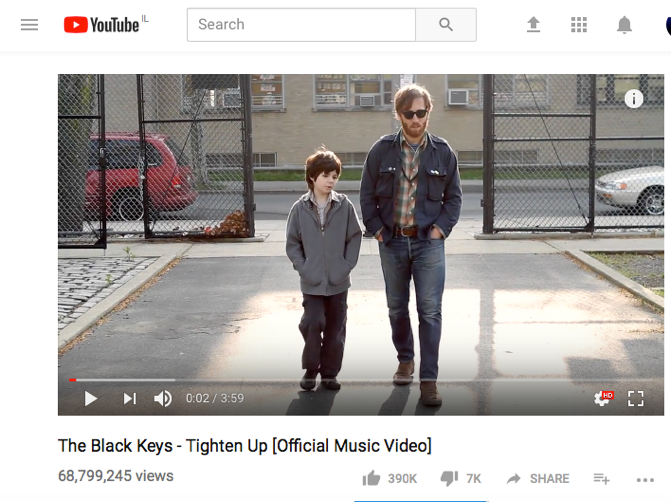 YouTube IL
Search
i
HD
0:02 / 3:59
The Black Keys - Tighten Up [Official Music Video]
68,799,245 views
390K
7K
SHARE